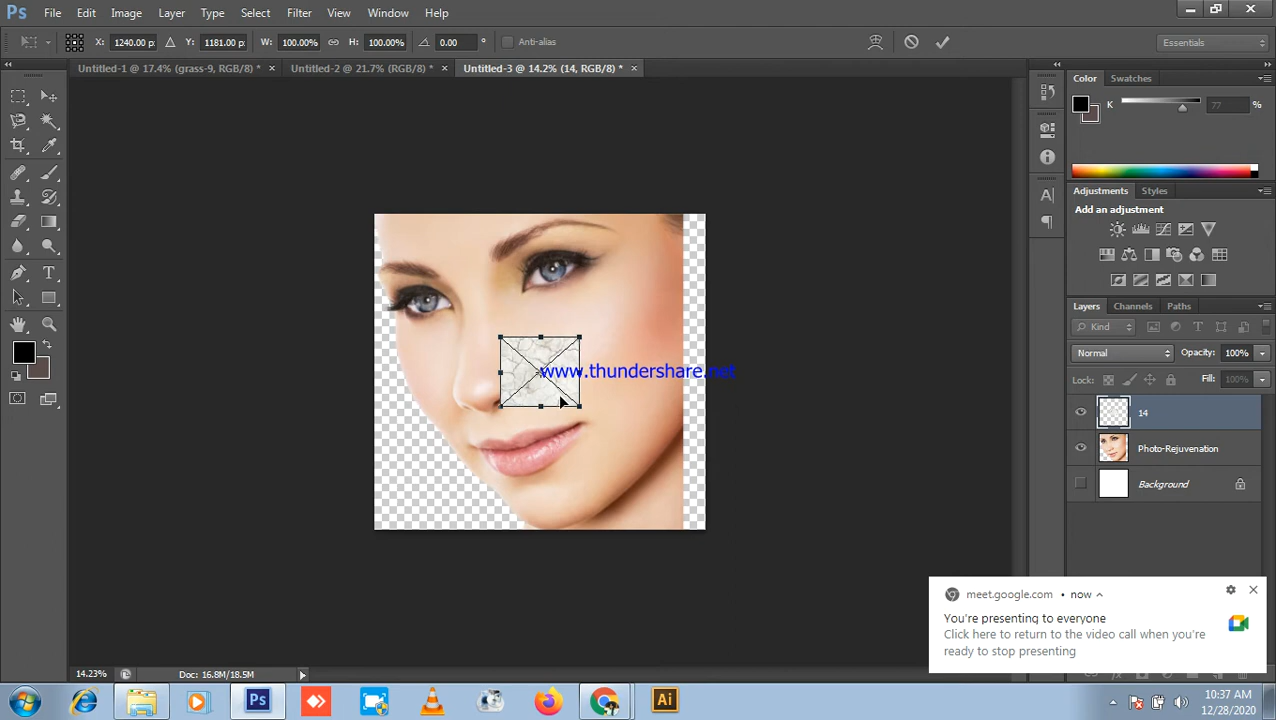 Ps File Edit Image Layer Type Select Filter View Window Help
X: 1240.00 p Y: 1181.00 p W: 100.00% H: 100.00% 0.00 ° Anti-alias Essentials
Untitled-1 @ 17.4% (grass-9, RGB/8) * × Untitled-2 @ 21.7% (RGB/8) * × Untitled-3 @ 14.2% (14, RGB/8) * ×
Color Swatches
K 77 %
Adjustments Styles
Add an adjustment
Layers Channels Paths
Kind
Normal Opacity: 100%
Lock: Fill: 100%
14
Photo-Rejuvenation
Background
www.thundershare.net
meet.google.com • now
You're presenting to everyone
Click here to return to the video call when you're
ready to stop presenting
14.23% Doc: 16.8M/18.5M
Ps Ai
10:37 AM
12/28/2020